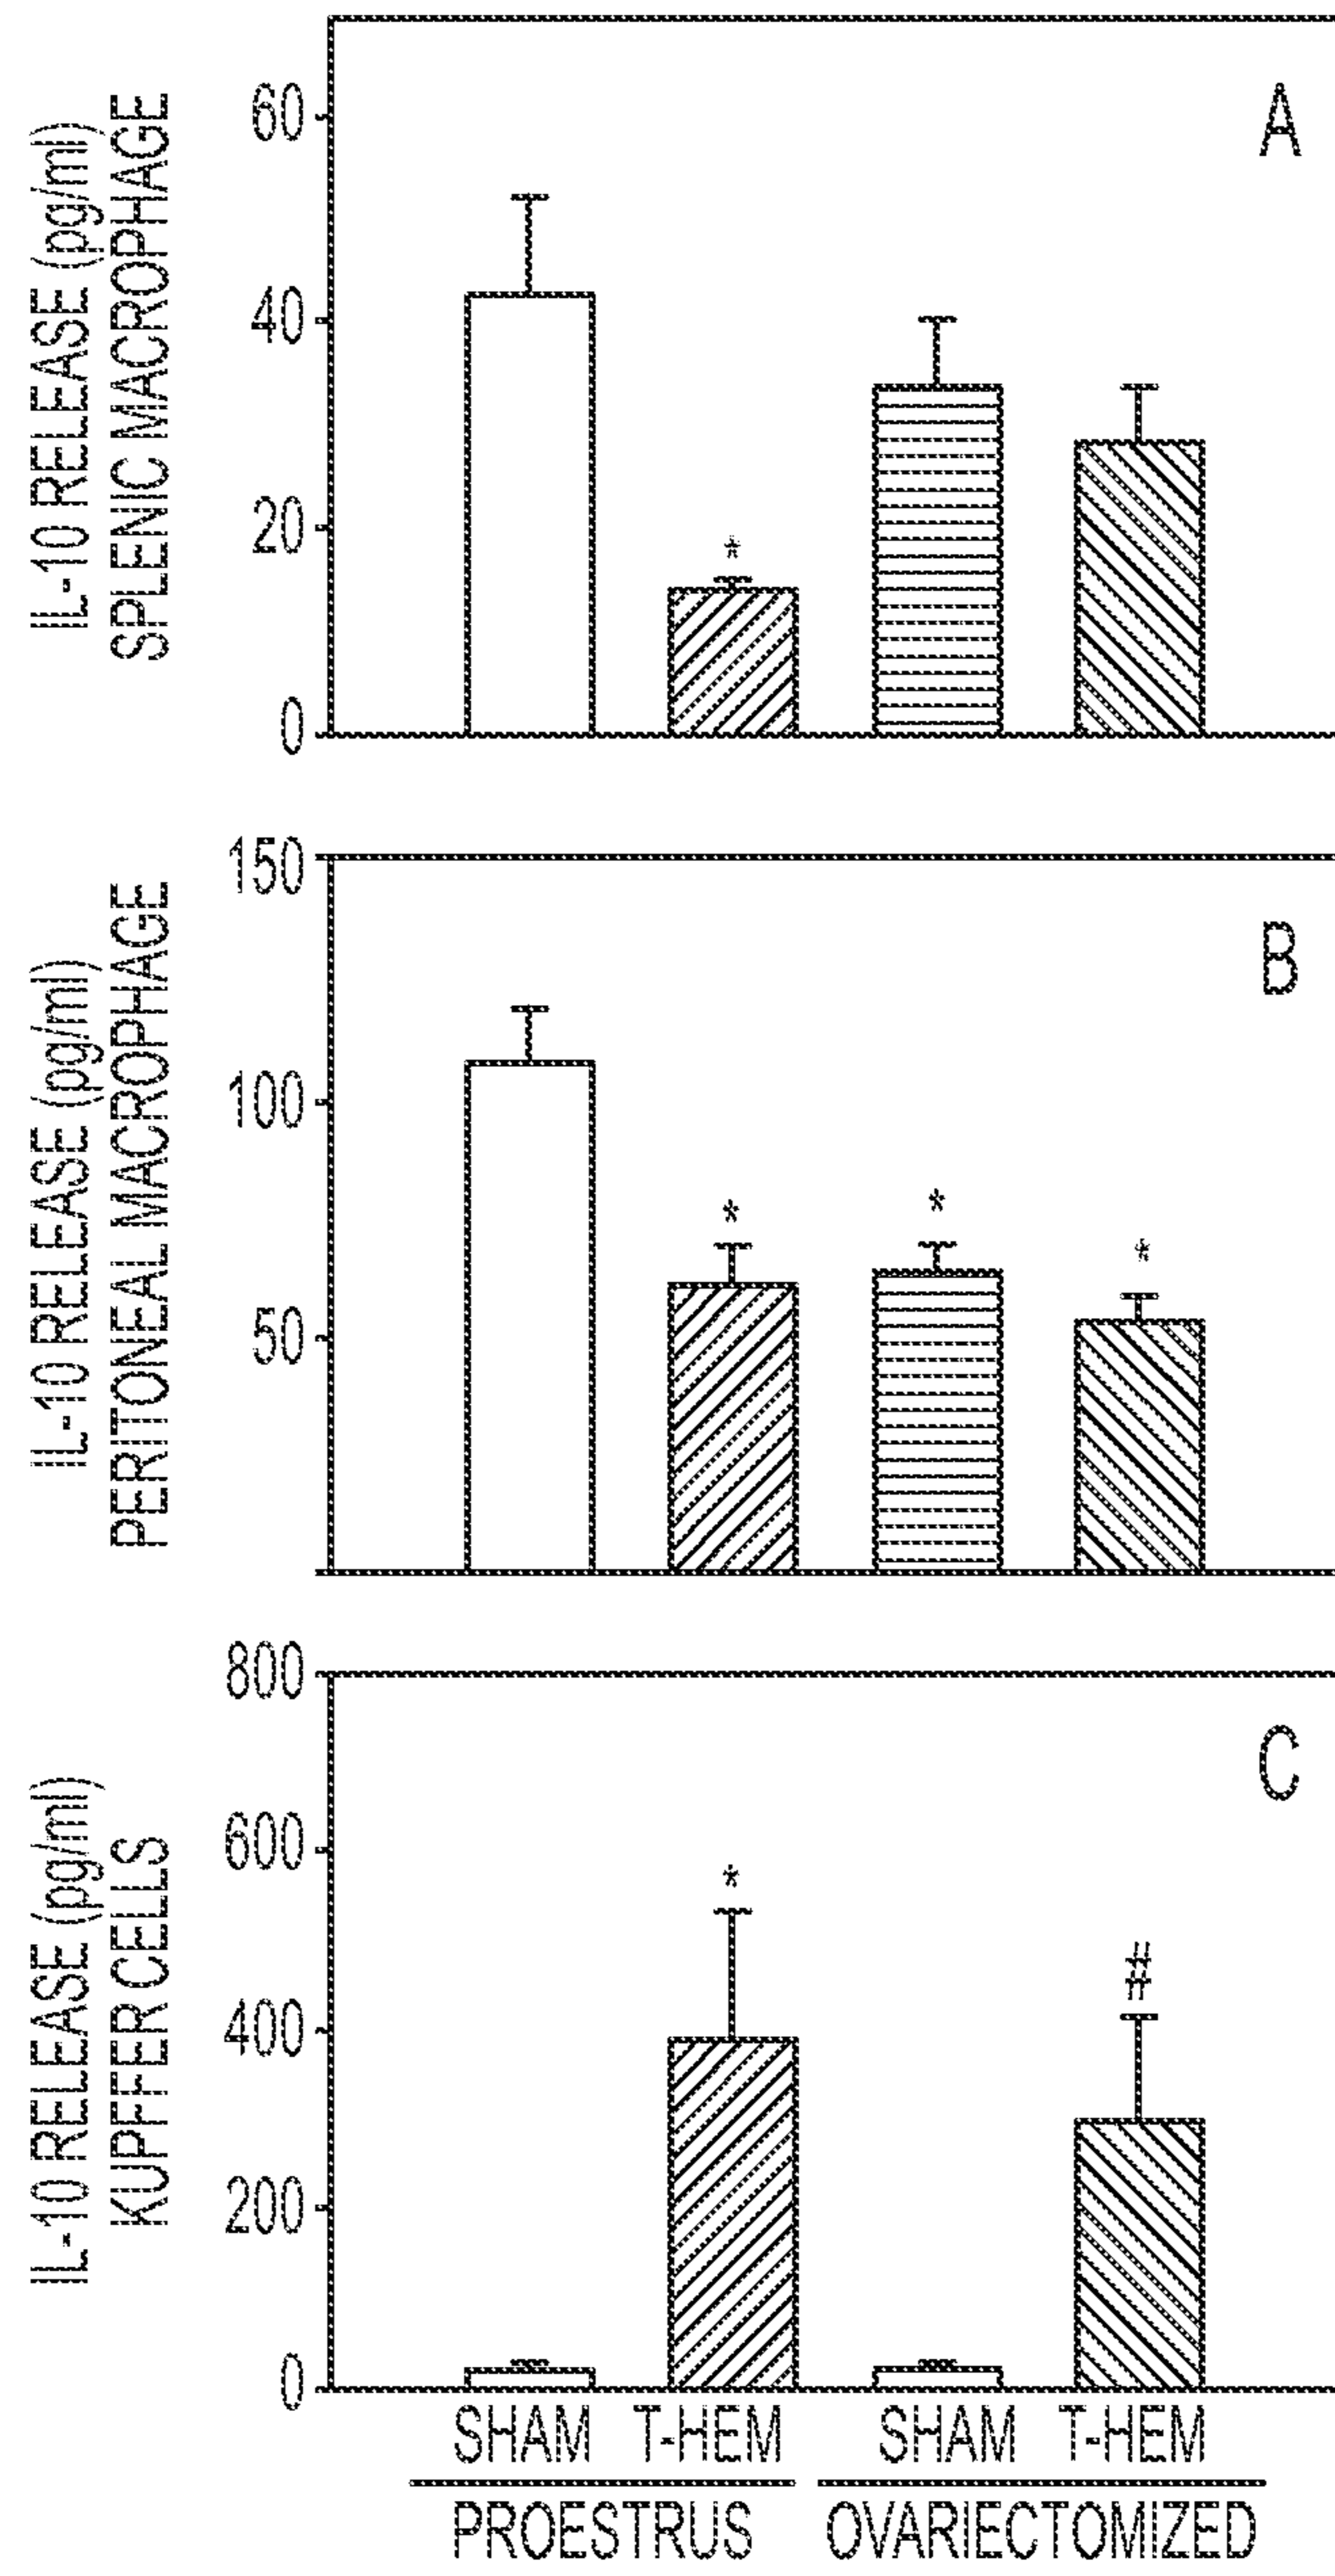 IL-10 RELEASE (pg/ml)
SPLENIC MACROPHAGE
60
40
20
0
A
*
IL-10 RELEASE (pg/ml)
PERITONEAL MACROPHAGE
150
100
50
B
*
*
*
IL-10 RELEASE (pg/ml)
KUPFFER CELLS
800
600
400
200
0
C
*
#
SHAM T-HEM SHAM T-HEM
PROESTRUS OVARIECTOMIZED